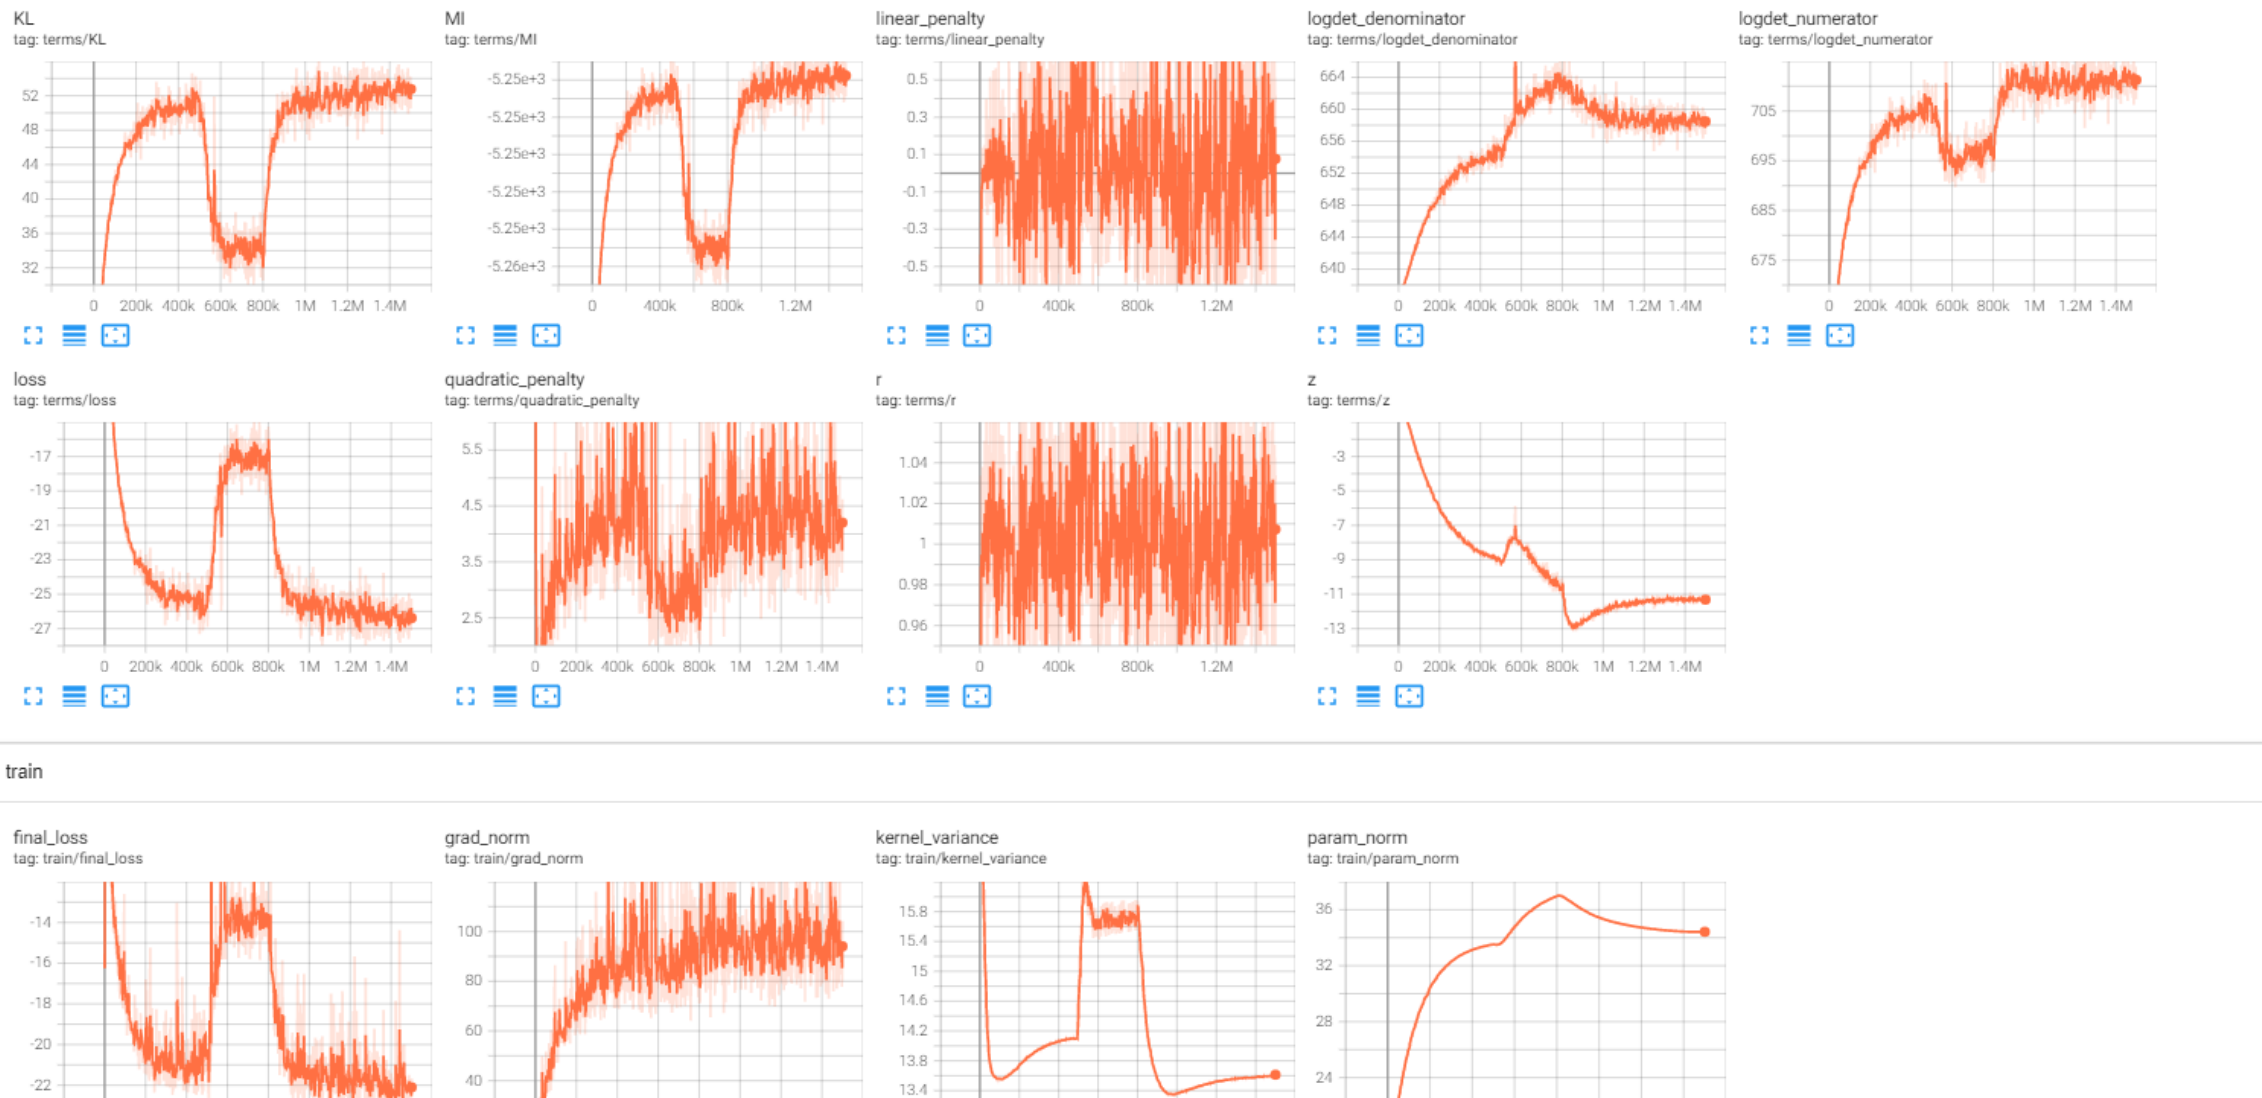 KL
tag: terms/KL
52
48
44
40
36
32
0 200k 400k 600k 800k 1M 1.2M 1.4M
MI
tag: terms/MI
-5.25e+3
-5.25e+3
-5.25e+3
-5.25e+3
-5.25e+3
-5.26e+3
0 400k 800k 1.2M
linear_penalty
tag: terms/linear_penalty
0.5
0.3
0.1
-0.1
-0.3
-0.5
0 400k 800k 1.2M
logdet_denominator
tag: terms/logdet_denominator
664
660
656
652
648
644
640
0 200k 400k 600k 800k 1M 1.2M 1.4M
logdet_numerator
tag: terms/logdet_numerator
705
695
685
675
0 200k 400k 600k 800k 1M 1.2M 1.4M
loss
tag: terms/loss
-17
-19
-21
-23
-25
-27
0 200k 400k 600k 800k 1M 1.2M 1.4M
quadratic_penalty
tag: terms/quadratic_penalty
5.5
4.5
3.5
2.5
0 200k 400k 600k 800k 1M 1.2M 1.4M
r
tag: terms/r
1.04
1.02
1
0.98
0.96
0 400k 800k 1.2M
z
tag: terms/z
-3
-5
-7
-9
-11
-13
0 200k 400k 600k 800k 1M 1.2M 1.4M
train
final_loss
tag: train/final_loss
-14
-16
-18
-20
-22
grad_norm
tag: train/grad_norm
100
80
60
40
kernel_variance
tag: train/kernel_variance
15.8
15.4
15
14.6
14.2
13.8
13.4
param_norm
tag: train/param_norm
36
32
28
24